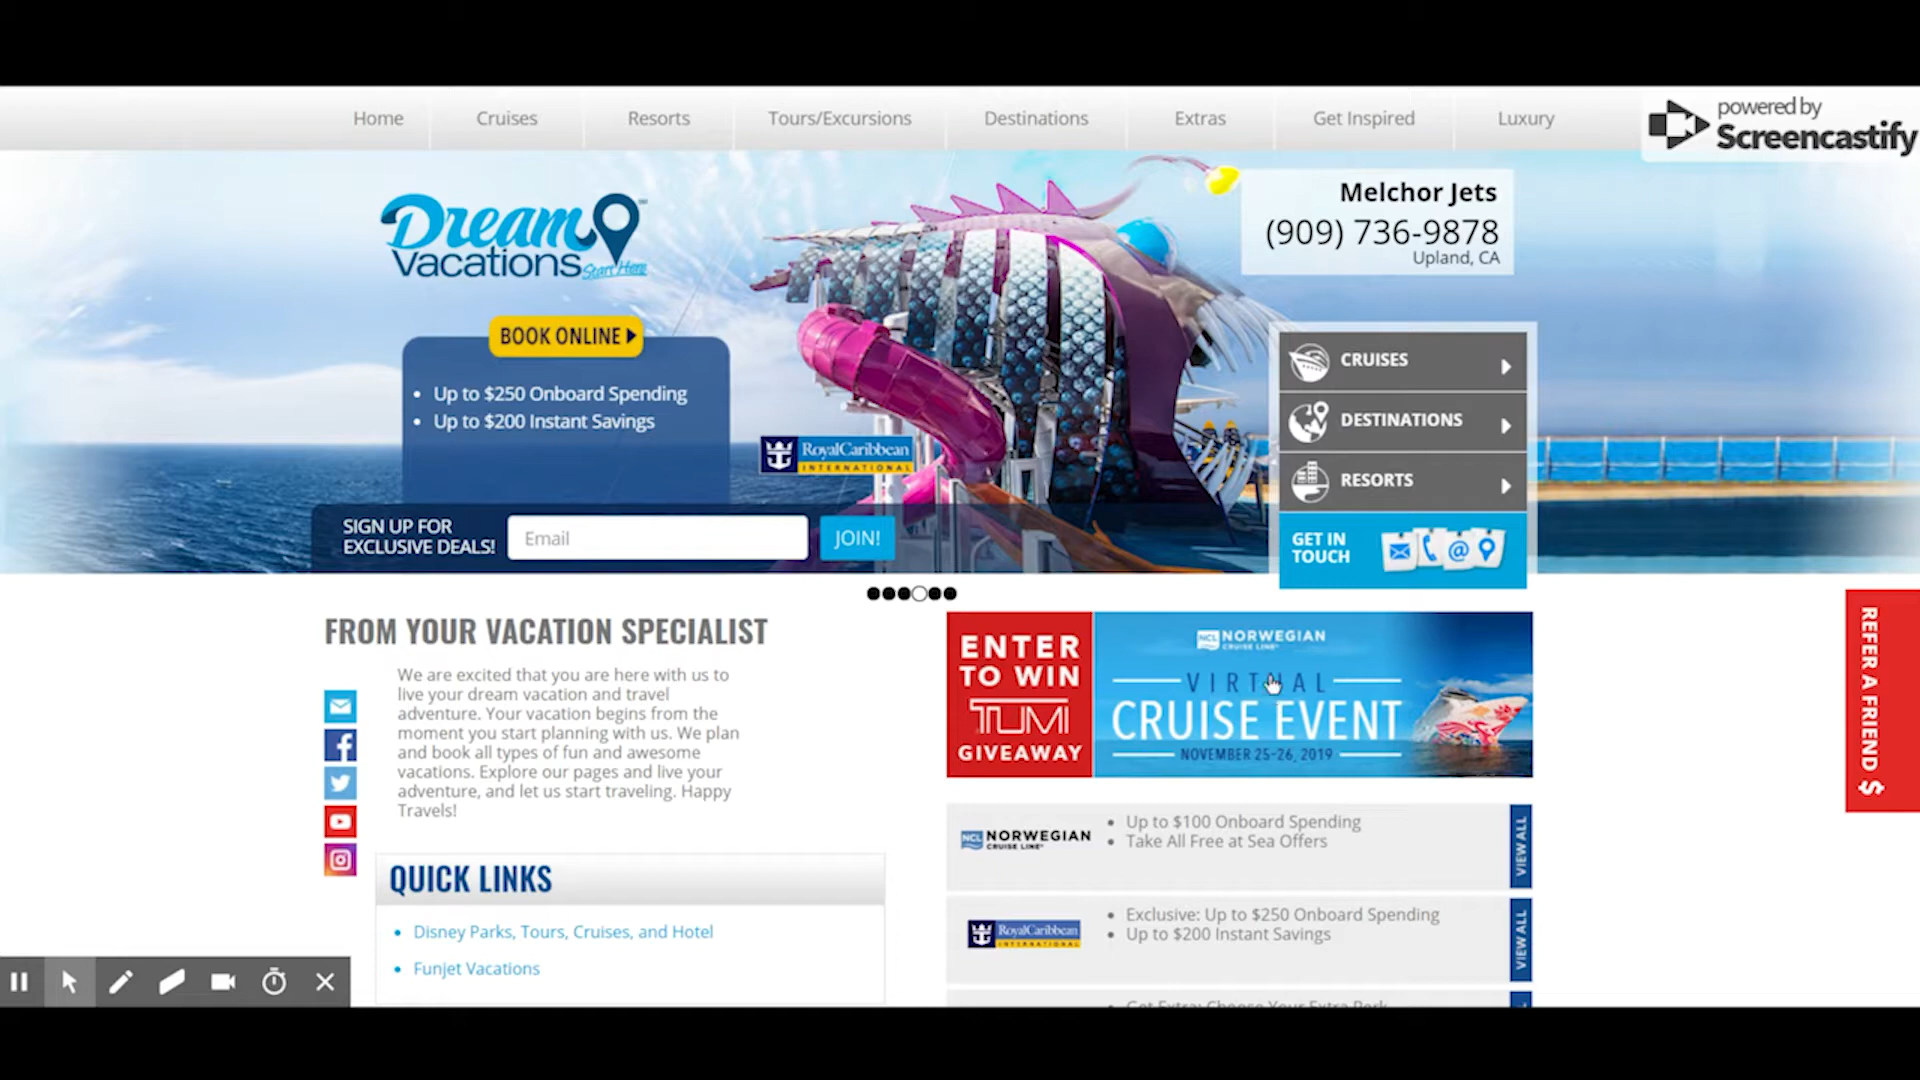 Home
Cruises
Resorts
Tours/Excursions
Destinations
Extras
Get Inspired
Luxury
powered by
Screencastify
Dream
Vacations
Start Here
Melchor Jets
(909) 736-9878
Upland, CA
BOOK ONLINE
• Up to $250 Onboard Spending
• Up to $200 Instant Savings
RoyalCaribbean
INTERNATIONAL
CRUISES
DESTINATIONS
RESORTS
GET IN
TOUCH
SIGN UP FOR
EXCLUSIVE DEALS!
Email
JOIN!
FROM YOUR VACATION SPECIALIST
We are excited that you are here with us to
live your dream vacation and travel
adventure. Your vacation begins from the
moment you start planning with us. We plan
and book all types of fun and awesome
vacations. Explore our pages and live your
adventure, and let us start traveling. Happy
Travels!
QUICK LINKS
• Disney Parks, Tours, Cruises, and Hotel
• Funjet Vacations
ENTER
TO WIN
TUMI
GIVEAWAY
NCL NORWEGIAN
CRUISE LINE
VIRTUAL
CRUISE EVENT
NOVEMBER 25-26, 2019
NCL NORWEGIAN
CRUISE LINE
• Up to $100 Onboard Spending
• Take All Free at Sea Offers
VIEW ALL
RoyalCaribbean
INTERNATIONAL
• Exclusive: Up to $250 Onboard Spending
• Up to $200 Instant Savings
VIEW ALL
• Get Extra: Choose Your Extra Perk
REFER A FRIEND $